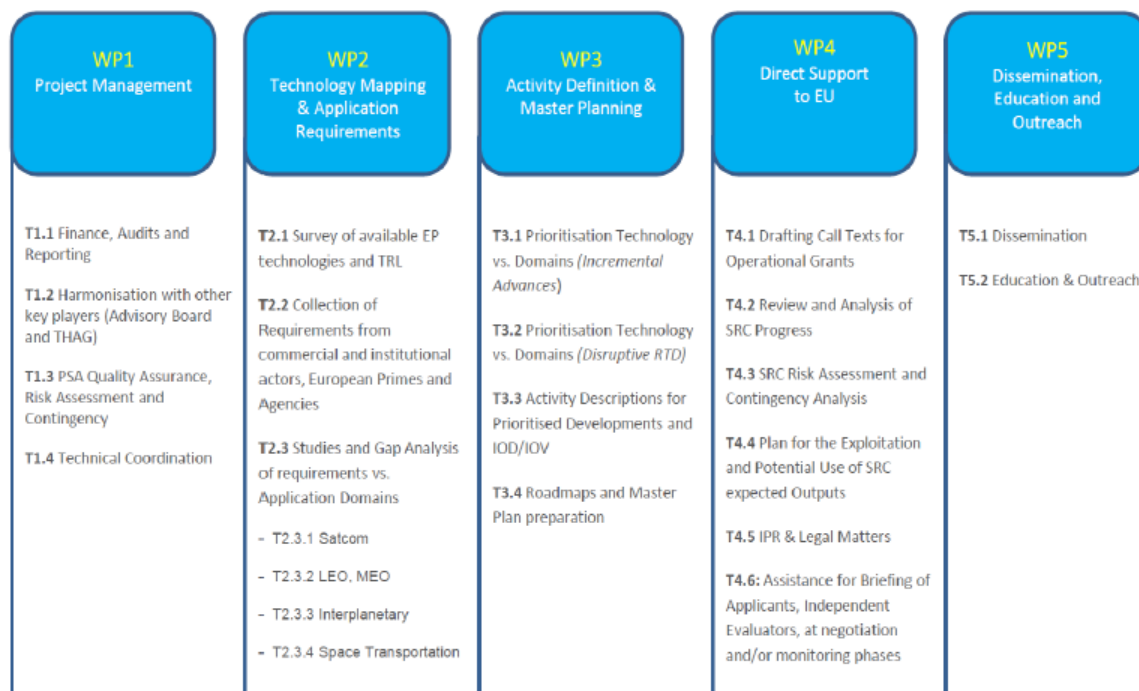 WP1
Project Management
T1.1 Finance, Audits and
Reporting
T1.2 Harmonisation with other
key players (Advisory Board
and THAG)
T1.3 PSA Quality Assurance,
Risk Assessment and
Contingency
T1.4 Technical Coordination
WP2
Technology Mapping
& Application
Requirements
T2.1 Survey of available EP
technologies and TRL
T2.2 Collection of
Requirements from
commercial and institutional
actors, European Primes and
Agencies
T2.3 Studies and Gap Analysis
of requirements vs.
Application Domains
- T2.3.1 Satcom
- T2.3.2 LEO, MEO
- T2.3.3 Interplanetary
- T2.3.4 Space Transportation
WP3
Activity Definition &
Master Planning
T3.1 Prioritisation Technology
vs. Domains (Incremental
Advances)
T3.2 Prioritisation Technology
vs. Domains (Disruptive RTD)
T3.3 Activity Descriptions for
Prioritised Developments and
IOD/IOV
T3.4 Roadmaps and Master
Plan preparation
WP4
Direct Support
to EU
T4.1 Drafting Call Texts for
Operational Grants
T4.2 Review and Analysis of
SRC Progress
T4.3 SRC Risk Assessment and
Contingency Analysis
T4.4 Plan for the Exploitation
and Potential Use of SRC
expected Outputs
T4.5 IPR & Legal Matters
T4.6: Assistance for Briefing of
Applicants, Independent
Evaluators, at negotiation
and/or monitoring phases
WP5
Dissemination,
Education and
Outreach
T5.1 Dissemination
T5.2 Education & Outreach